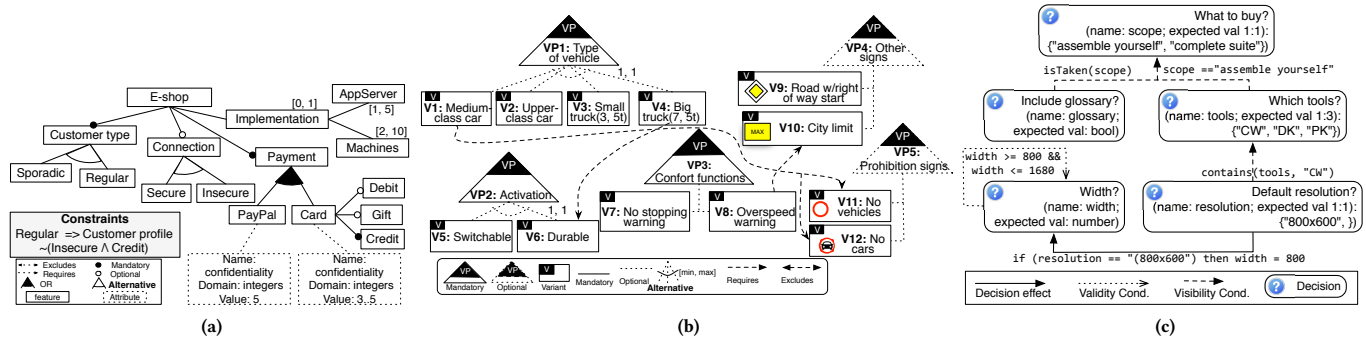 E-shop
[0, 1]
AppServer
[1, 5]
Implementation
[2, 10]
Machines
Customer type
Connection
Payment
Sporadic
Regular
Secure
Insecure
PayPal
Card
Debit
Gift
Credit
Constraints
Regular => Customer profile
~(Insecure Λ Credit)
Excludes
Requires
OR
Mandatory
Optional
Alternative
feature
Attribute
Name:
confidentiality
Domain: integers
Value: 5
Name:
confidentiality
Domain: integers
Value: 3..5
(a)
VP
VP1: Type
of vehicle
1, 1
V
V1: Medium-
class car
V
V2: Upper-
class car
V
V3: Small
truck(3, 5t)
V
V4: Big
truck(7, 5t)
VP
VP4: Other
signs
V
V9: Road w/right
of way start
V
MAX
V10: City limit
VP
VP2: Activation
1, 1
V
V5: Switchable
V
V6: Durable
VP
VP3:
Confort functions
V
V7: No stopping
warning
V
V8: Overspeed
warning
VP
VP5:
Prohibition signs
V
V11: No
vehicles
V
V12: No
cars
VP
Mandatory
VP
Optional
V
Variant
Mandatory
Optional
[min, max]
Alternative
Requires
Excludes
(b)
What to buy?
(name: scope; expected val 1:1):
{"assemble yourself", "complete suite"})
isTaken(scope)
scope =="assemble yourself"
Include glossary?
(name: glossary;
expected val: bool)
Which tools?
(name: tools; expected val 1:3):
{"CW", "DK", "PK"})
width >= 800 &&
width <= 1680
contains(tools, "CW")
Width?
(name: width;
expected val: number)
Default resolution?
(name: resolution; expected val 1:1):
{"800x600", })
if (resolution == "(800x600") then width = 800
Decision effect
Validity Cond.
Visibility Cond.
Decision
(c)